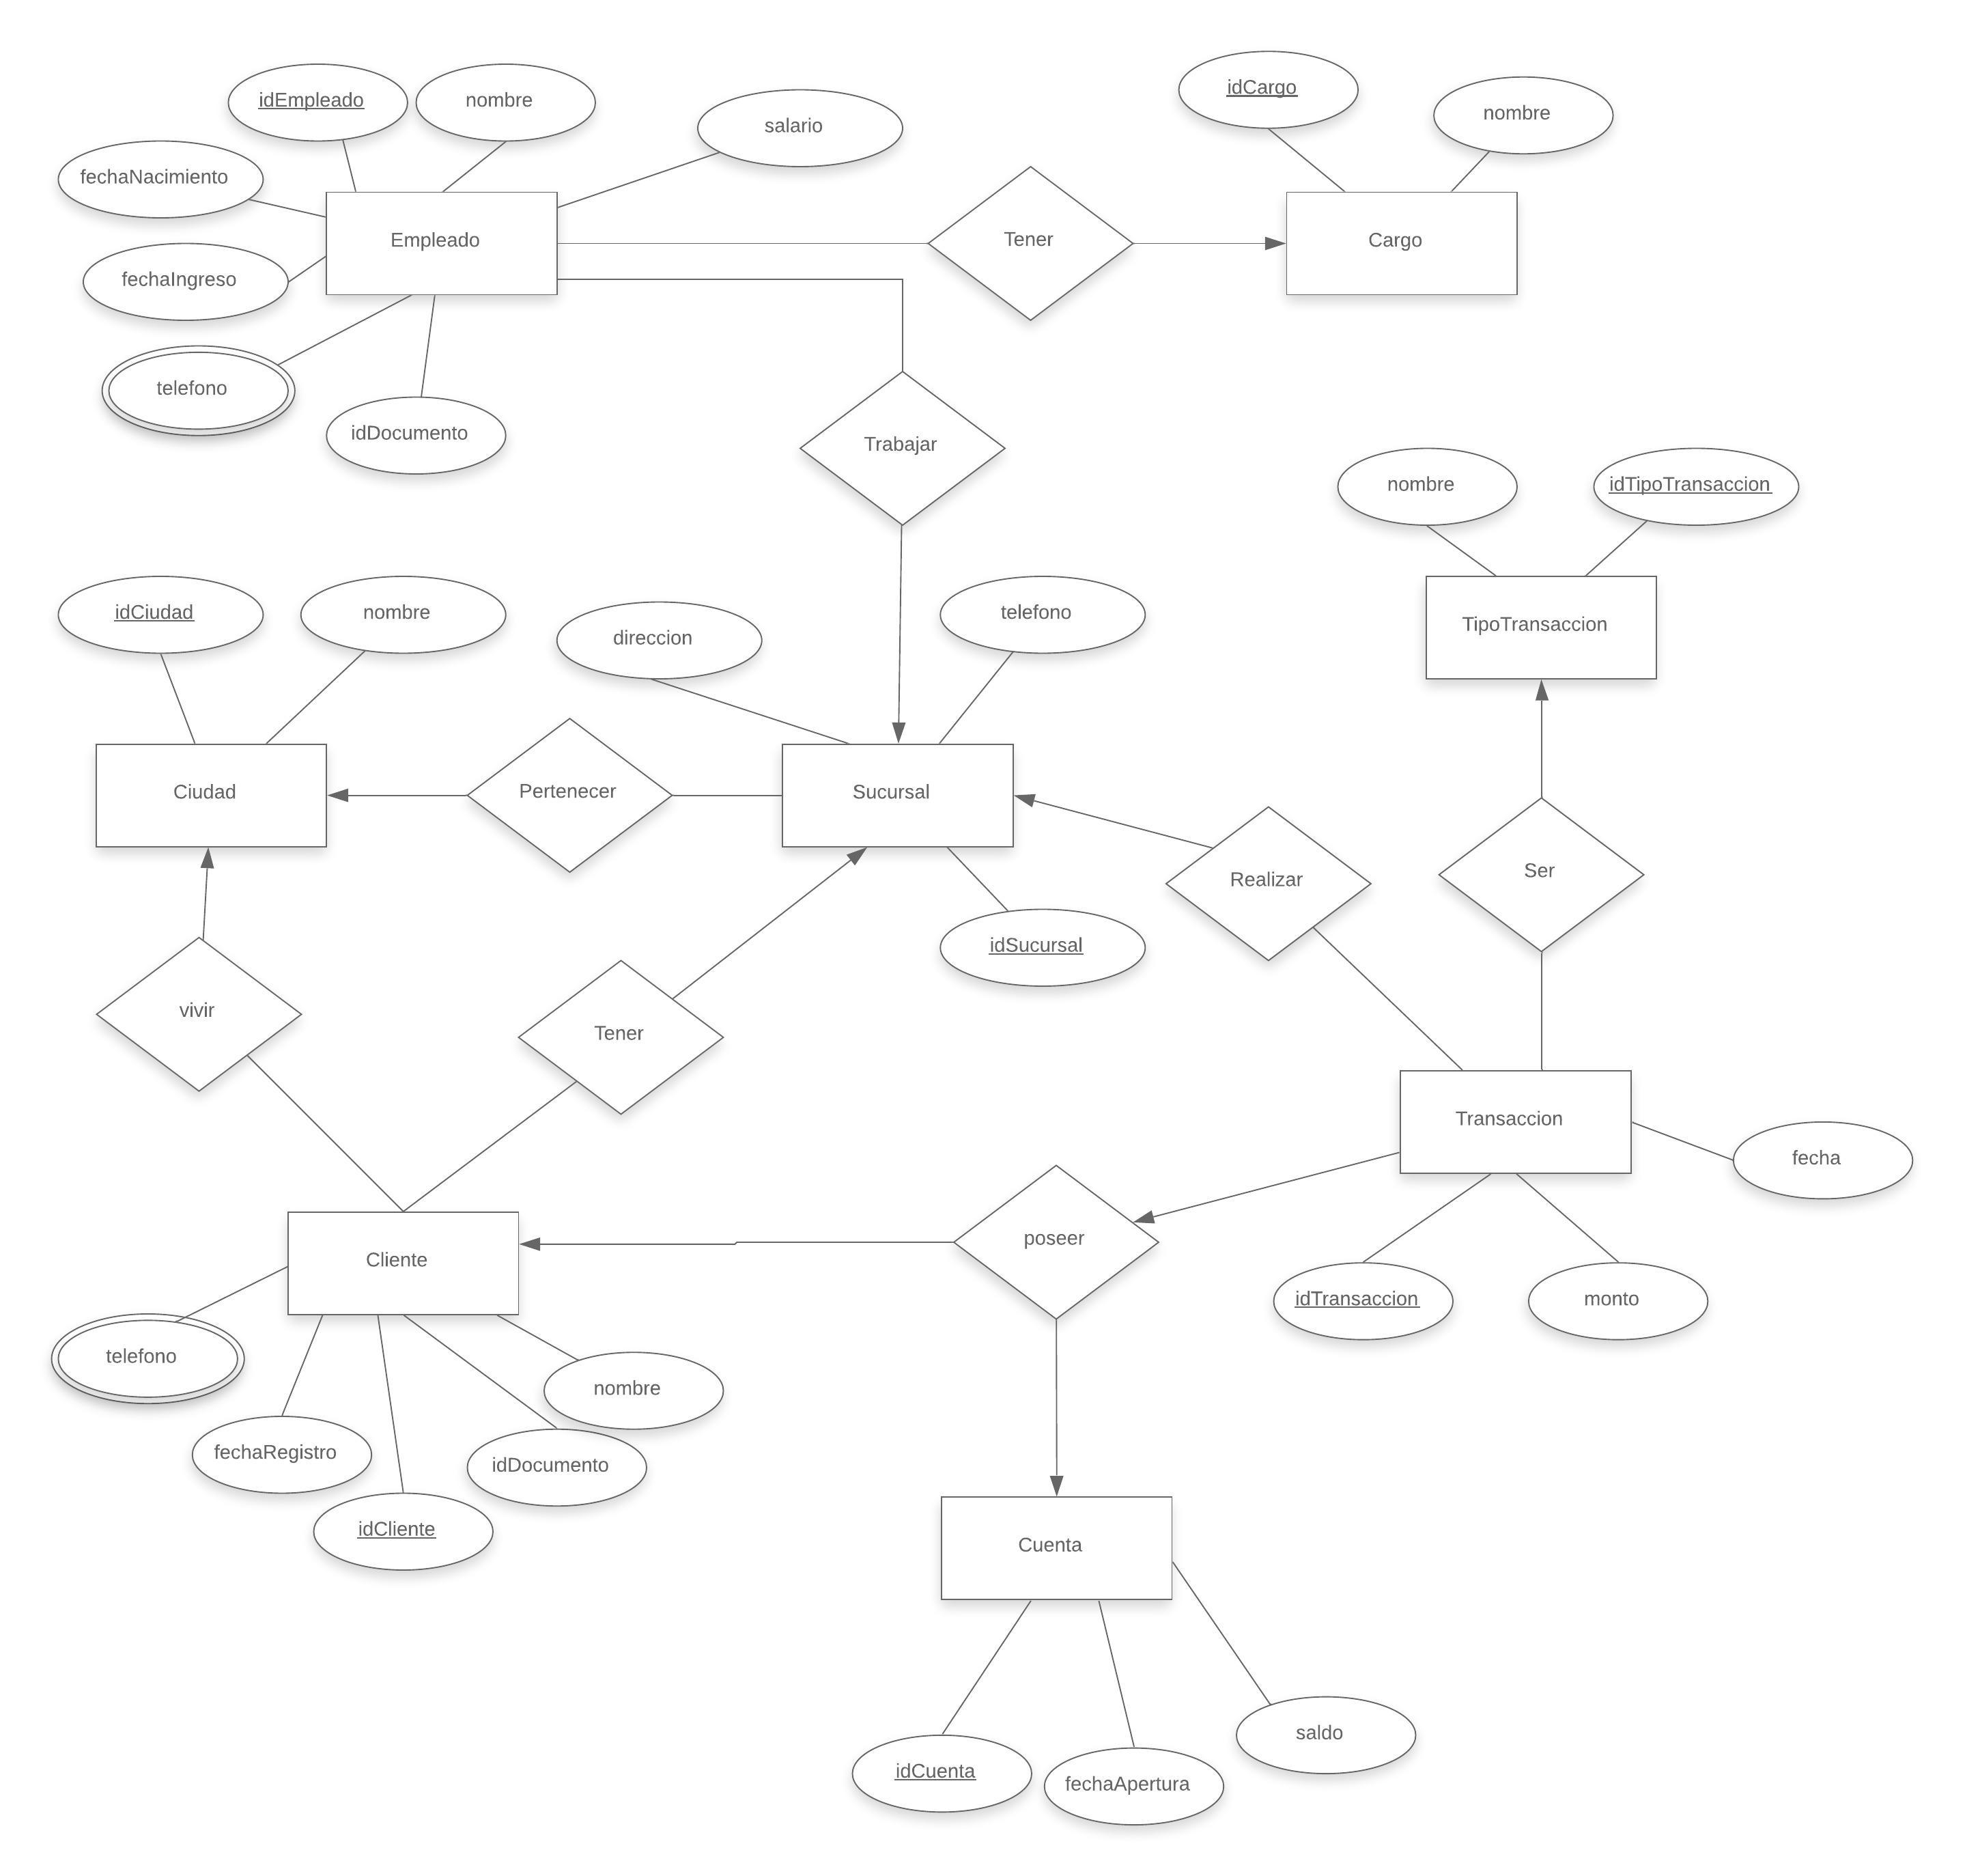 idCargo
idEmpleado
nombre
nombre
salario
fechaNacimiento
Empleado
Tener
Cargo
fechaIngreso
telefono
idDocumento
Trabajar
nombre
idTipoTransaccion
idCiudad
nombre
direccion
telefono
TipoTransaccion
Ciudad
Pertenecer
Sucursal
Realizar
Ser
idSucursal
vivir
Tener
Transaccion
fecha
poseer
Cliente
idTransaccion
monto
telefono
nombre
fechaRegistro
idDocumento
idCliente
Cuenta
saldo
idCuenta
fechaApertura